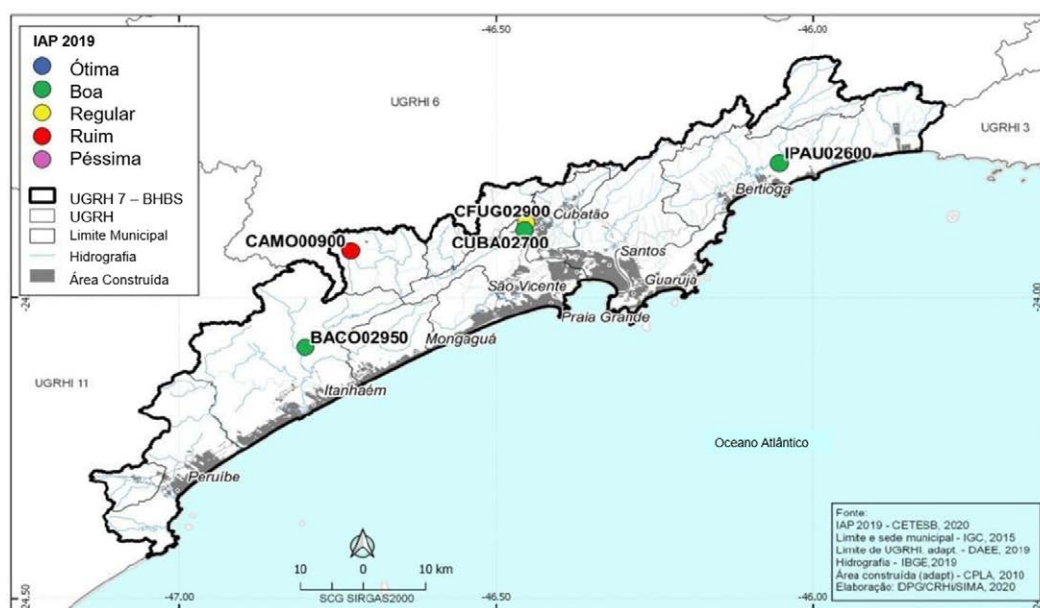 -46.50
-46.00
IAP 2019
Ótima
Boa
Regular
Ruim
Péssima
UGRH 7 – BHBS
UGRH
Limite Municipal
Hidrografia
Área Construída
UGRHI 6
UGRHI 3
IPAU02600
Bertioga
CFUG02900
Cubatão
CUBA02700
CAMO00900
Santos
São Vicente
Guarujá
Praia Grande
-24.00
BACO02950
Mongaguá
UGRHI 11
Itanhaém
Oceano Atlântico
Peruíbe
10 0 10 km
SCG SIRGAS2000
Fonte:
IAP 2019 - CETESB, 2020
Limite e sede municipal - IGC, 2015
Limite de UGRHI, adapt. - DAEE, 2019
Hidrografia - IBGE, 2019
Área construída (adapt) - CPLA, 2010
Elaboração: DPG/CRHi/SIMA, 2020
-24.50
-47.00
-46.50
-46.00